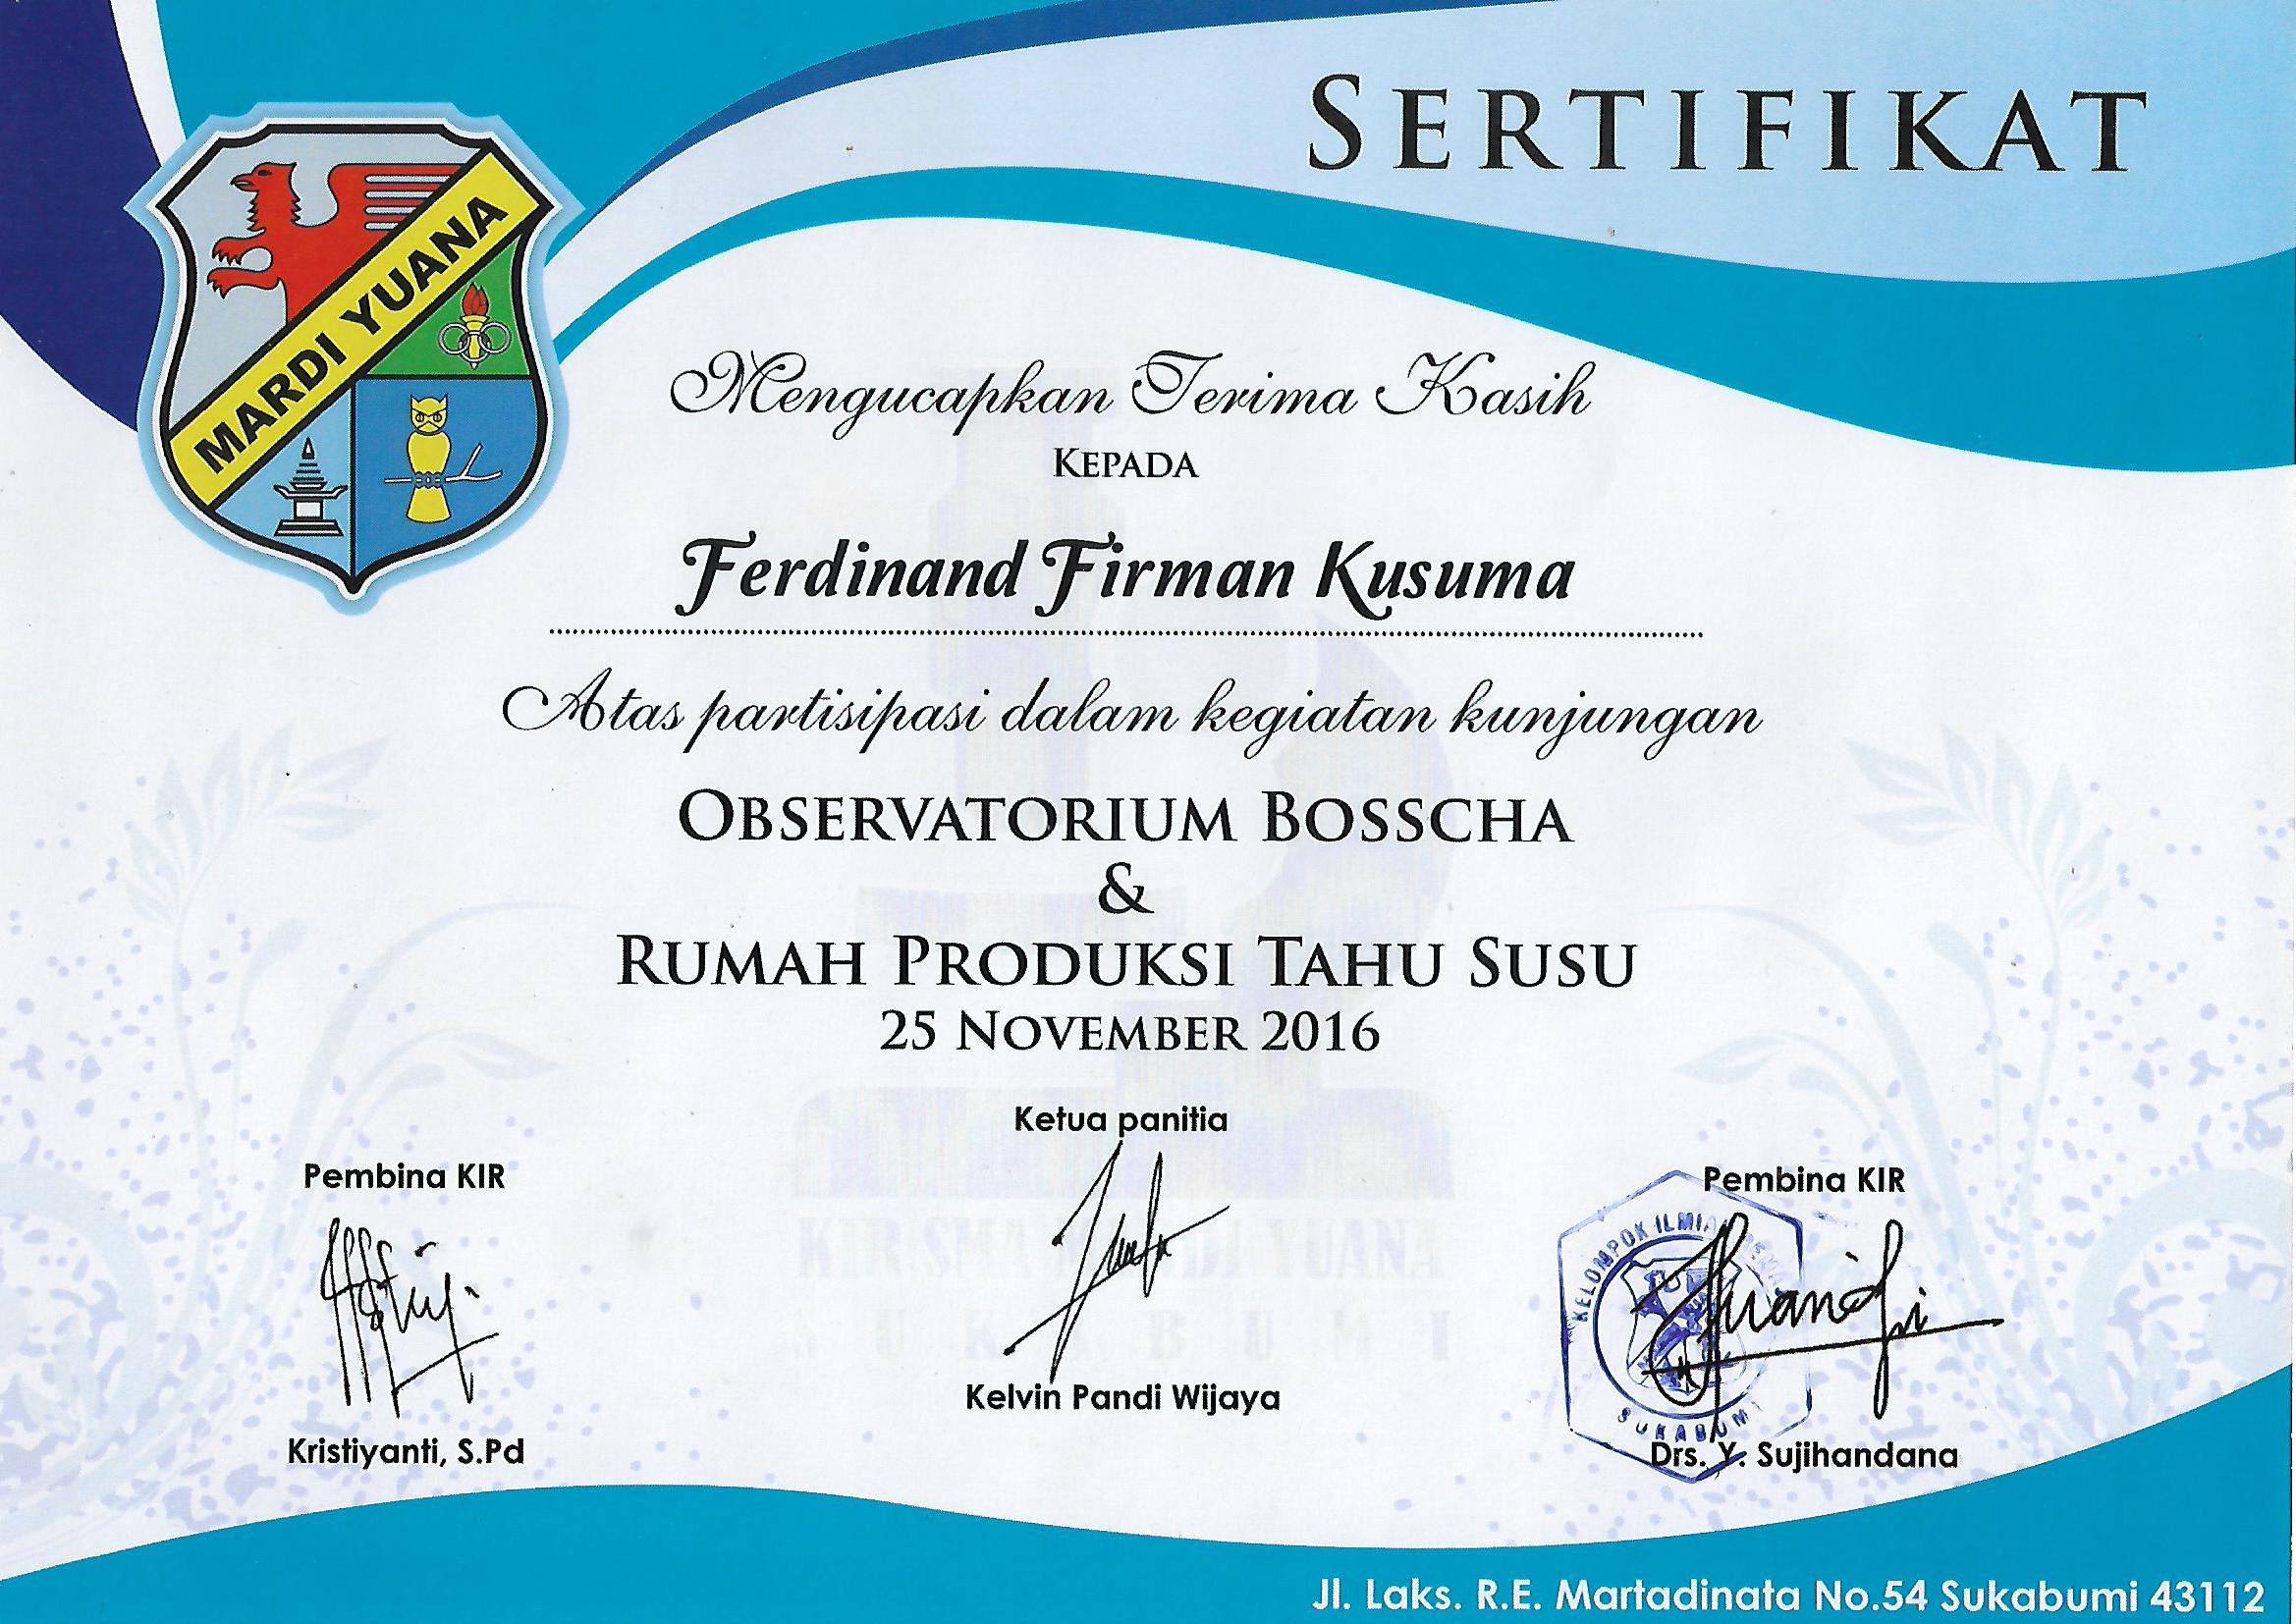 SERTIFIKAT
MARDI YUANA
Mengucapkan Terima Kasih
KEPADA
Ferdinand Firman Kusuma
Atas partisipasi dalam kegiatan kunjungan
OBSERVATORIUM BOSSCHA
&
RUMAH PRODUKSI TAHU SUSU
25 NOVEMBER 2016
Ketua panitia
Pembina KIR
Pembina KIR
KELOMPOK ILMIAH
SUKABUMI
Kelvin Pandi Wijaya
Kristiyanti, S.Pd
Drs. Y. Sujihandana
KIR SMA MARDI YUANA
SUKABUMI
Jl. Laks. R.E. Martadinata No.54 Sukabumi 43112